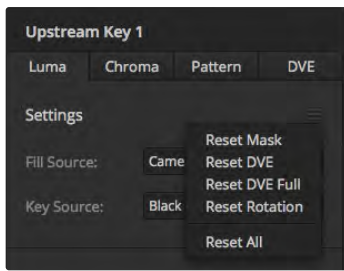 Upstream Key 1
Luma Chroma Pattern DVE
Settings
Reset Mask
Fill Source: Came Reset DVE
Reset DVE Full
Key Source: Black Reset Rotation
Reset All